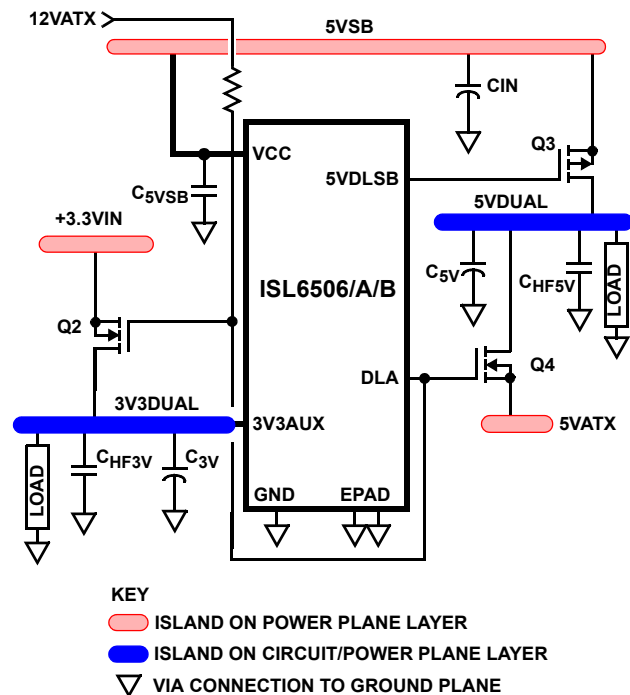 12VATX
5VSB
CIN
Q3
VCC
5VDLSB
C5VSB
+3.3VIN
5VDUAL
ISL6506/A/B
C5V
CHF5V
LOAD
Q2
Q4
DLA
3V3DUAL
3V3AUX
5VATX
LOAD
CHF3V
C3V
GND
EPAD
KEY
ISLAND ON POWER PLANE LAYER
ISLAND ON CIRCUIT/POWER PLANE LAYER
VIA CONNECTION TO GROUND PLANE